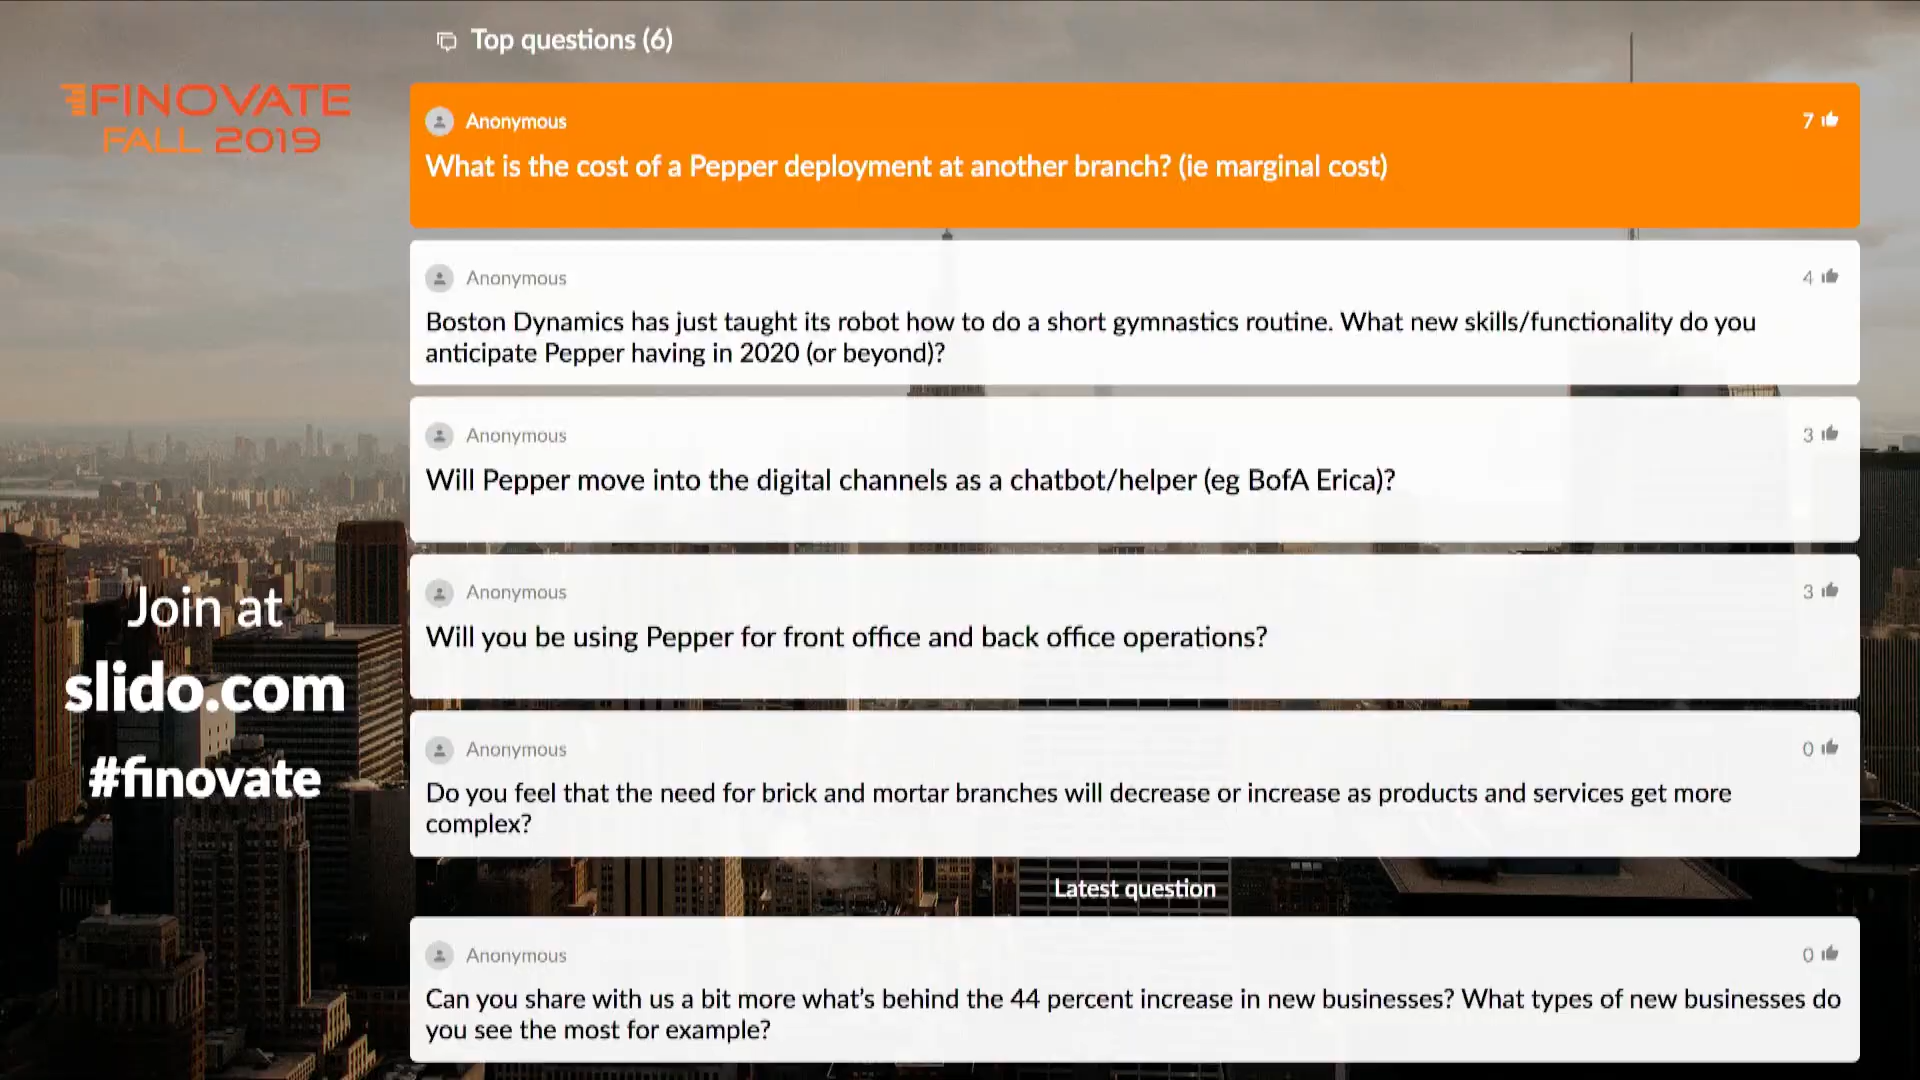 Top questions (6)
FINOVATE
FALL 2019
Anonymous
7
What is the cost of a Pepper deployment at another branch? (ie marginal cost)
Anonymous
4
Boston Dynamics has just taught its robot how to do a short gymnastics routine. What new skills/functionality do you
anticipate Pepper having in 2020 (or beyond)?
Anonymous
3
Will Pepper move into the digital channels as a chatbot/helper (eg BofA Erica)?
Anonymous
3
Will you be using Pepper for front office and back office operations?
Anonymous
0
Do you feel that the need for brick and mortar branches will decrease or increase as products and services get more
complex?
Latest question
Anonymous
0
Can you share with us a bit more what’s behind the 44 percent increase in new businesses? What types of new businesses do
you see the most for example?
Join at
slido.com
#finovate